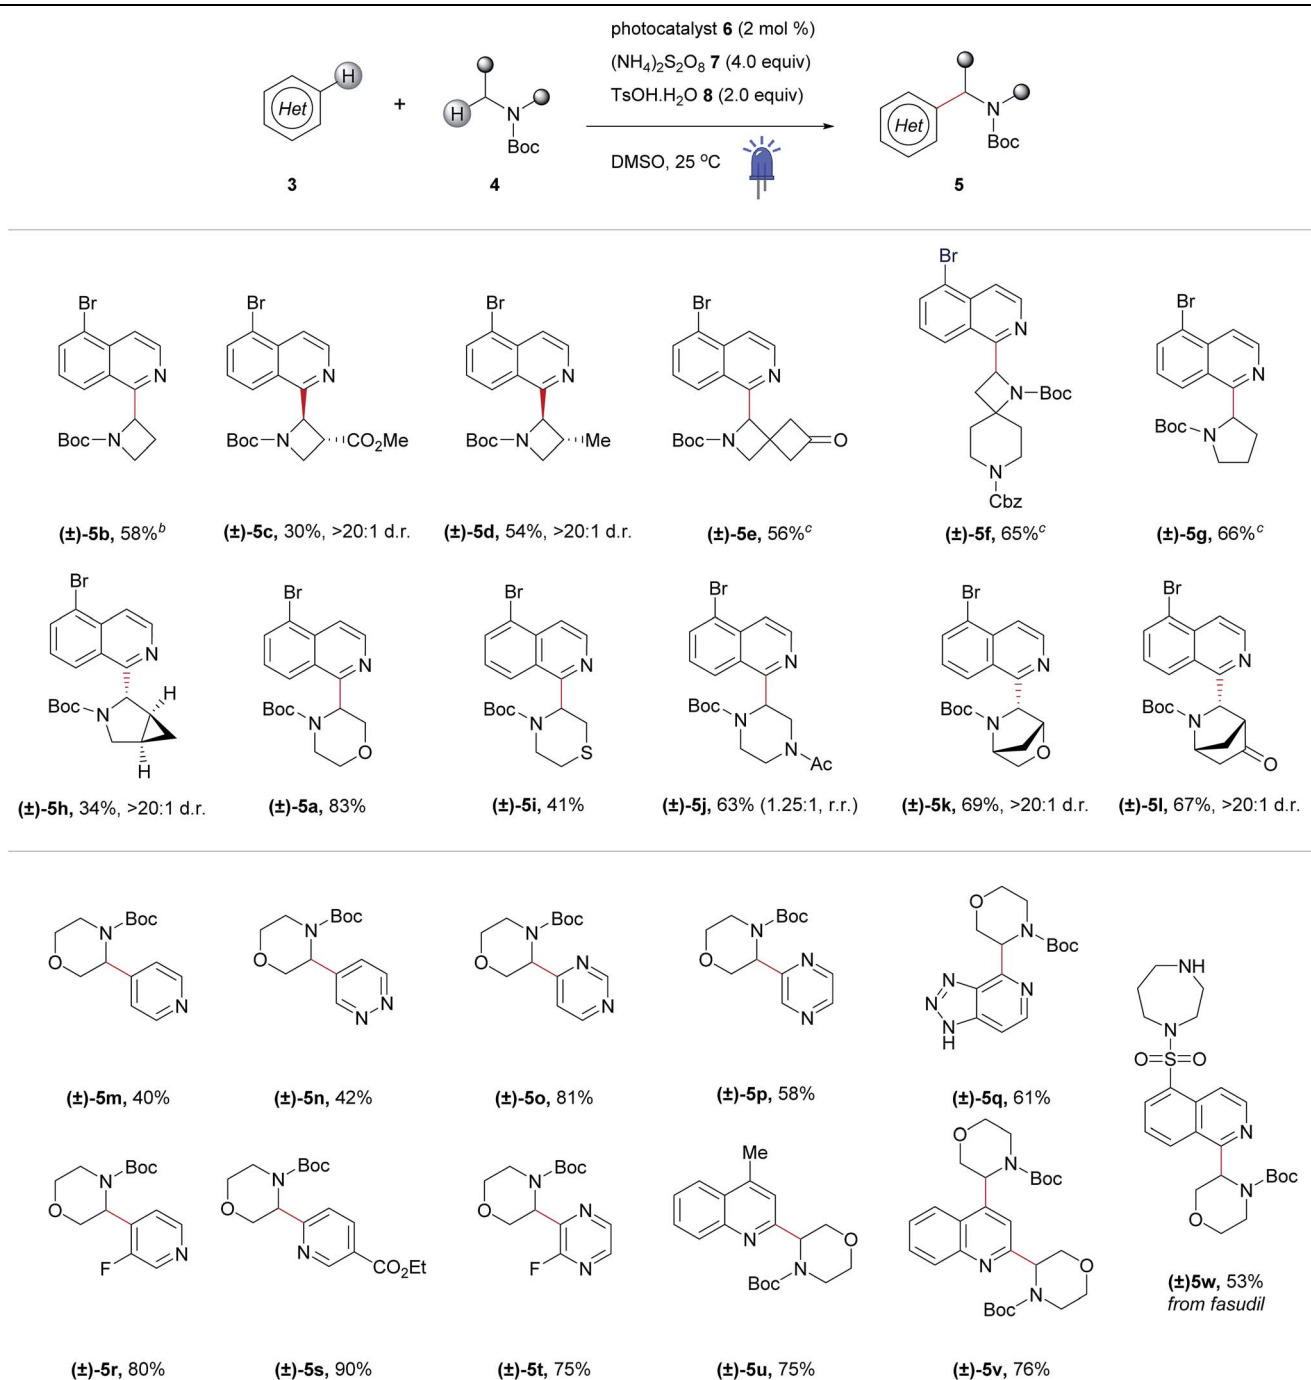 photocatalyst 6 (2 mol %)
(NH4)2S2O8 7 (4.0 equiv)
TsOH.H2O 8 (2.0 equiv)
DMSO, 25 °C
Het
H
+
H
N
Boc
Het
N
Boc
3
4
5
Br
N
Boc
N
(±)-5b, 58%b
Br
N
Boc
N
CO2Me
(±)-5c, 30%, >20:1 d.r.
Br
N
Boc
N
Me
(±)-5d, 54%, >20:1 d.r.
Br
N
Boc
N
O
(±)-5e, 56%c
Br
N
N
Boc
N
Cbz
(±)-5f, 65%c
Br
N
Boc
N
(±)-5g, 66%c
Br
N
Boc
N
H
H
(±)-5h, 34%, >20:1 d.r.
Br
N
Boc
N
O
(±)-5a, 83%
Br
N
Boc
N
S
(±)-5i, 41%
Br
N
Boc
N
N
Ac
(±)-5j, 63% (1.25:1, r.r.)
Br
N
Boc
N
O
(±)-5k, 69%, >20:1 d.r.
Br
N
Boc
N
O
(±)-5l, 67%, >20:1 d.r.
Boc
N
O
N
(±)-5m, 40%
Boc
N
O
N
N
(±)-5n, 42%
Boc
N
O
N
N
(±)-5o, 81%
Boc
N
O
N
N
(±)-5p, 58%
O
N
Boc
N
N
N
N
H
(±)-5q, 61%
Boc
N
O
F
N
(±)-5r, 80%
Boc
N
O
N
CO2Et
(±)-5s, 90%
Boc
N
O
N
F
N
(±)-5t, 75%
Me
N
O
N
Boc
(±)-5u, 75%
O
N
Boc
N
O
N
Boc
(±)-5v, 76%
NH
N
O=S=O
N
N
Boc
O
(±)5w, 53%
from fasudil